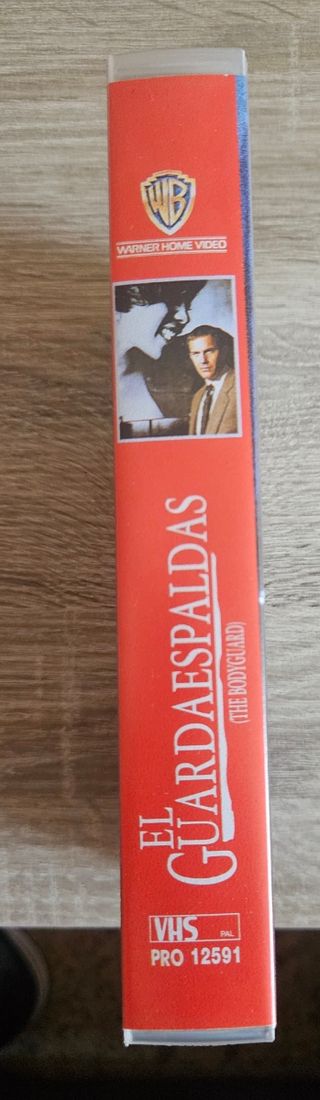 WB
WARNER HOME VIDEO
EL
GUARDAESPALDAS
(THE BODYGUARD)
VHS PAL
PRO 12591